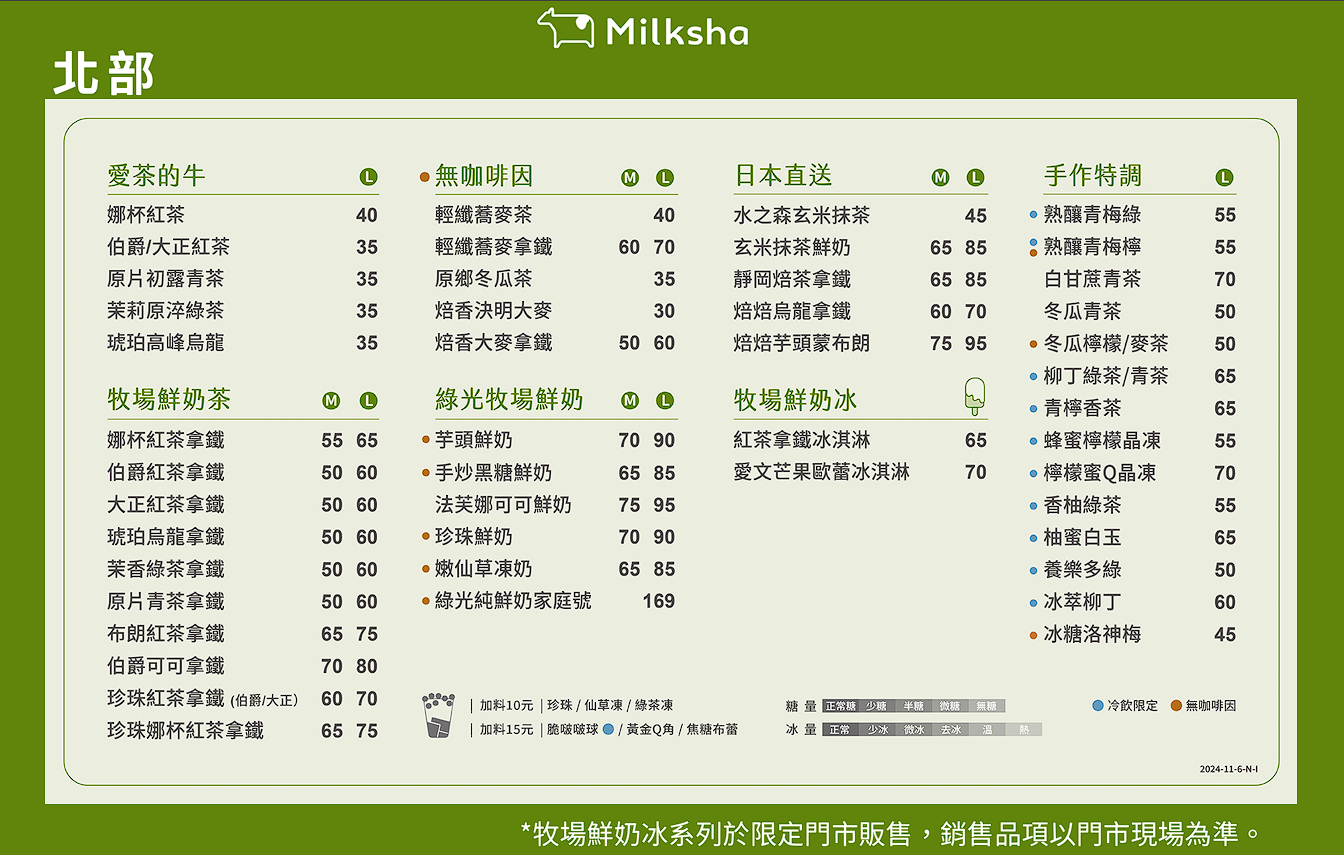 Milksha
北部
愛茶的牛 L
娜杯紅茶 40
伯爵/大正紅茶 35
原片初露青茶 35
茉莉原淬綠茶 35
琥珀高峰烏龍 35
牧場鮮奶茶 M L
娜杯紅茶拿鐵 55 65
伯爵紅茶拿鐵 50 60
大正紅茶拿鐵 50 60
琥珀烏龍拿鐵 50 60
茉香綠茶拿鐵 50 60
原片青茶拿鐵 50 60
布朗紅茶拿鐵 65 75
伯爵可可拿鐵 70 80
珍珠紅茶拿鐵 (伯爵/大正) 60 70
珍珠娜杯紅茶拿鐵 65 75
無咖啡因 M L
輕纖蕎麥茶 40
輕纖蕎麥拿鐵 60 70
原鄉冬瓜茶 35
焙香決明大麥 30
焙香大麥拿鐵 50 60
綠光牧場鮮奶 M L
芋頭鮮奶 70 90
手炒黑糖鮮奶 65 85
法芙娜可可鮮奶 75 95
珍珠鮮奶 70 90
嫩仙草凍奶 65 85
綠光純鮮奶家庭號 169
日本直送 M L
水之森玄米抹茶 45
玄米抹茶鮮奶 65 85
靜岡焙茶拿鐵 65 85
焙焙烏龍拿鐵 60 70
焙焙芋頭蒙布朗 75 95
牧場鮮奶冰
紅茶拿鐵冰淇淋 65
愛文芒果歐蕾冰淇淋 70
手作特調 L
熟釀青梅綠 55
熟釀青梅檸 55
白甘蔗青茶 70
冬瓜青茶 50
冬瓜檸檬/麥茶 50
柳丁綠茶/青茶 65
青檸香茶 65
蜂蜜檸檬晶凍 55
檸檬蜜Q晶凍 70
香柚綠茶 55
柚蜜白玉 65
養樂多綠 50
冰萃柳丁 60
冰糖洛神梅 45
| 加料10元 | 珍珠 / 仙草凍 / 綠茶凍
| 加料15元 | 脆啵啵球 / 黃金Q角 / 焦糖布蕾
糖量 正常糖 少糖 半糖 微糖 無糖
冰量 正常 少冰 微冰 去冰 溫 熱
冷飲限定 無咖啡因
2024-11-6-N-I
*牧場鮮奶冰系列於限定門市販售，銷售品項以門市現場為準。